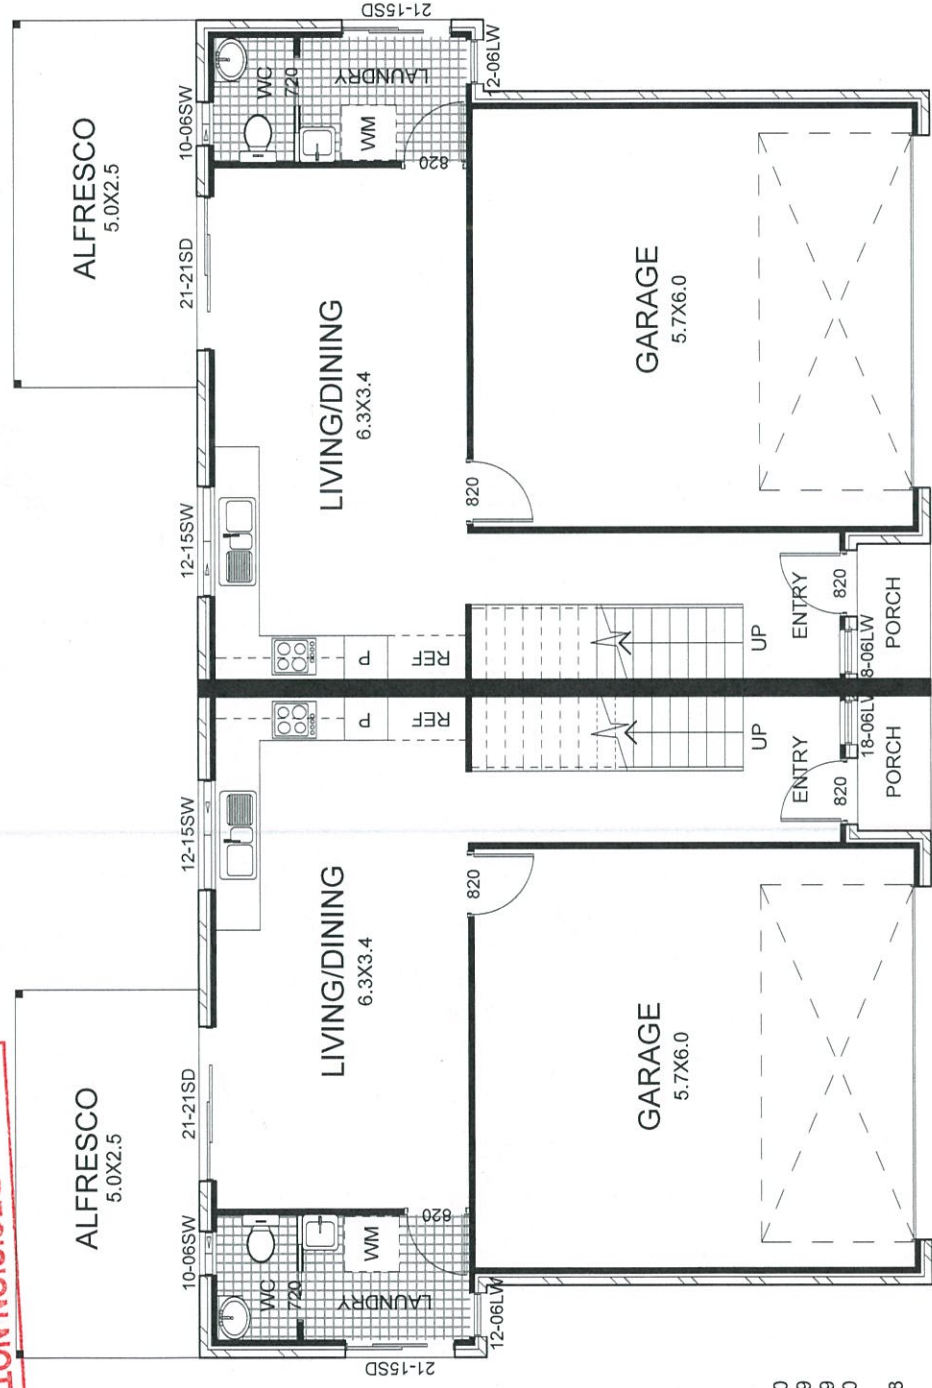 21-15SD
ALFRESCO
5.0X2.5
10-06SW
WC
720
LAUNDRY
12-06LW
WM
820
21-21SD
LIVING/DINING
6.3X3.4
GARAGE
5.7X6.0
820
12-15SW
P
REF
UP
ENTRY
820
PORCH
8-06LW
P
REF
UP
ENTRY
820
18-06LW
PORCH
12-15SW
820
LIVING/DINING
6.3X3.4
GARAGE
5.7X6.0
ALFRESCO
5.0X2.5
21-21SD
10-06SW
WC
720
WM
820
LAUNDRY
12-06LW
21-15SD